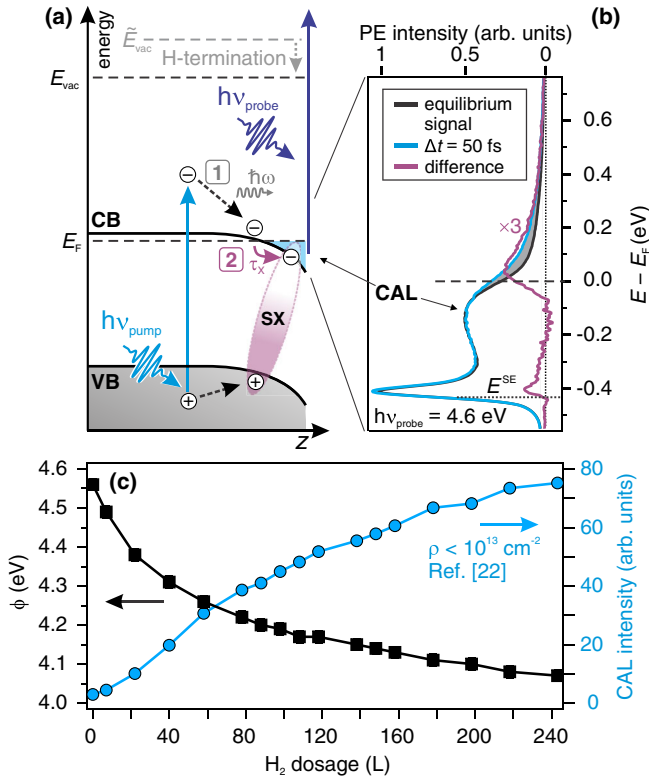 (a)
energy
Ẽvac
H-termination
Evac
hνprobe
1
ħω
CB
EF
2
τx
CAL
hνpump
SX
VB
z
PE intensity (arb. units)
(b)
1
0.5
0
equilibrium
signal
Δt = 50 fs
difference
×3
0.6
0.4
0.2
0.0
-0.2
-0.4
E - EF (eV)
E^SE
hνprobe = 4.6 eV
(c)
4.6
4.5
4.4
4.3
4.2
4.1
4.0
ϕ (eV)
80
60
40
20
0
CAL intensity (arb. units)
ρ < 10¹³ cm⁻²
Ref. [22]
0
40
80
120
160
200
240
H₂ dosage (L)